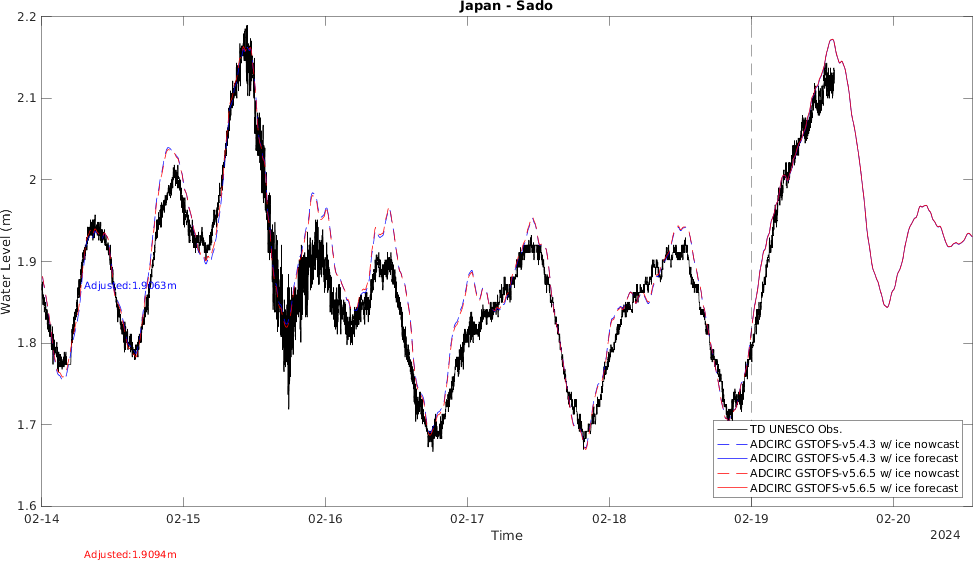 Japan - Sado
2.2
2.1
2
1.9
1.8
1.7
1.6
Water Level (m)
Adjusted:1.9063m
TD UNESCO Obs.
ADCIRC GSTOFS-v5.4.3 w/ ice nowcast
ADCIRC GSTOFS-v5.4.3 w/ ice forecast
ADCIRC GSTOFS-v5.6.5 w/ ice nowcast
ADCIRC GSTOFS-v5.6.5 w/ ice forecast
02-14 02-15 02-16 02-17 02-18 02-19 02-20
Time
2024
Adjusted:1.9094m